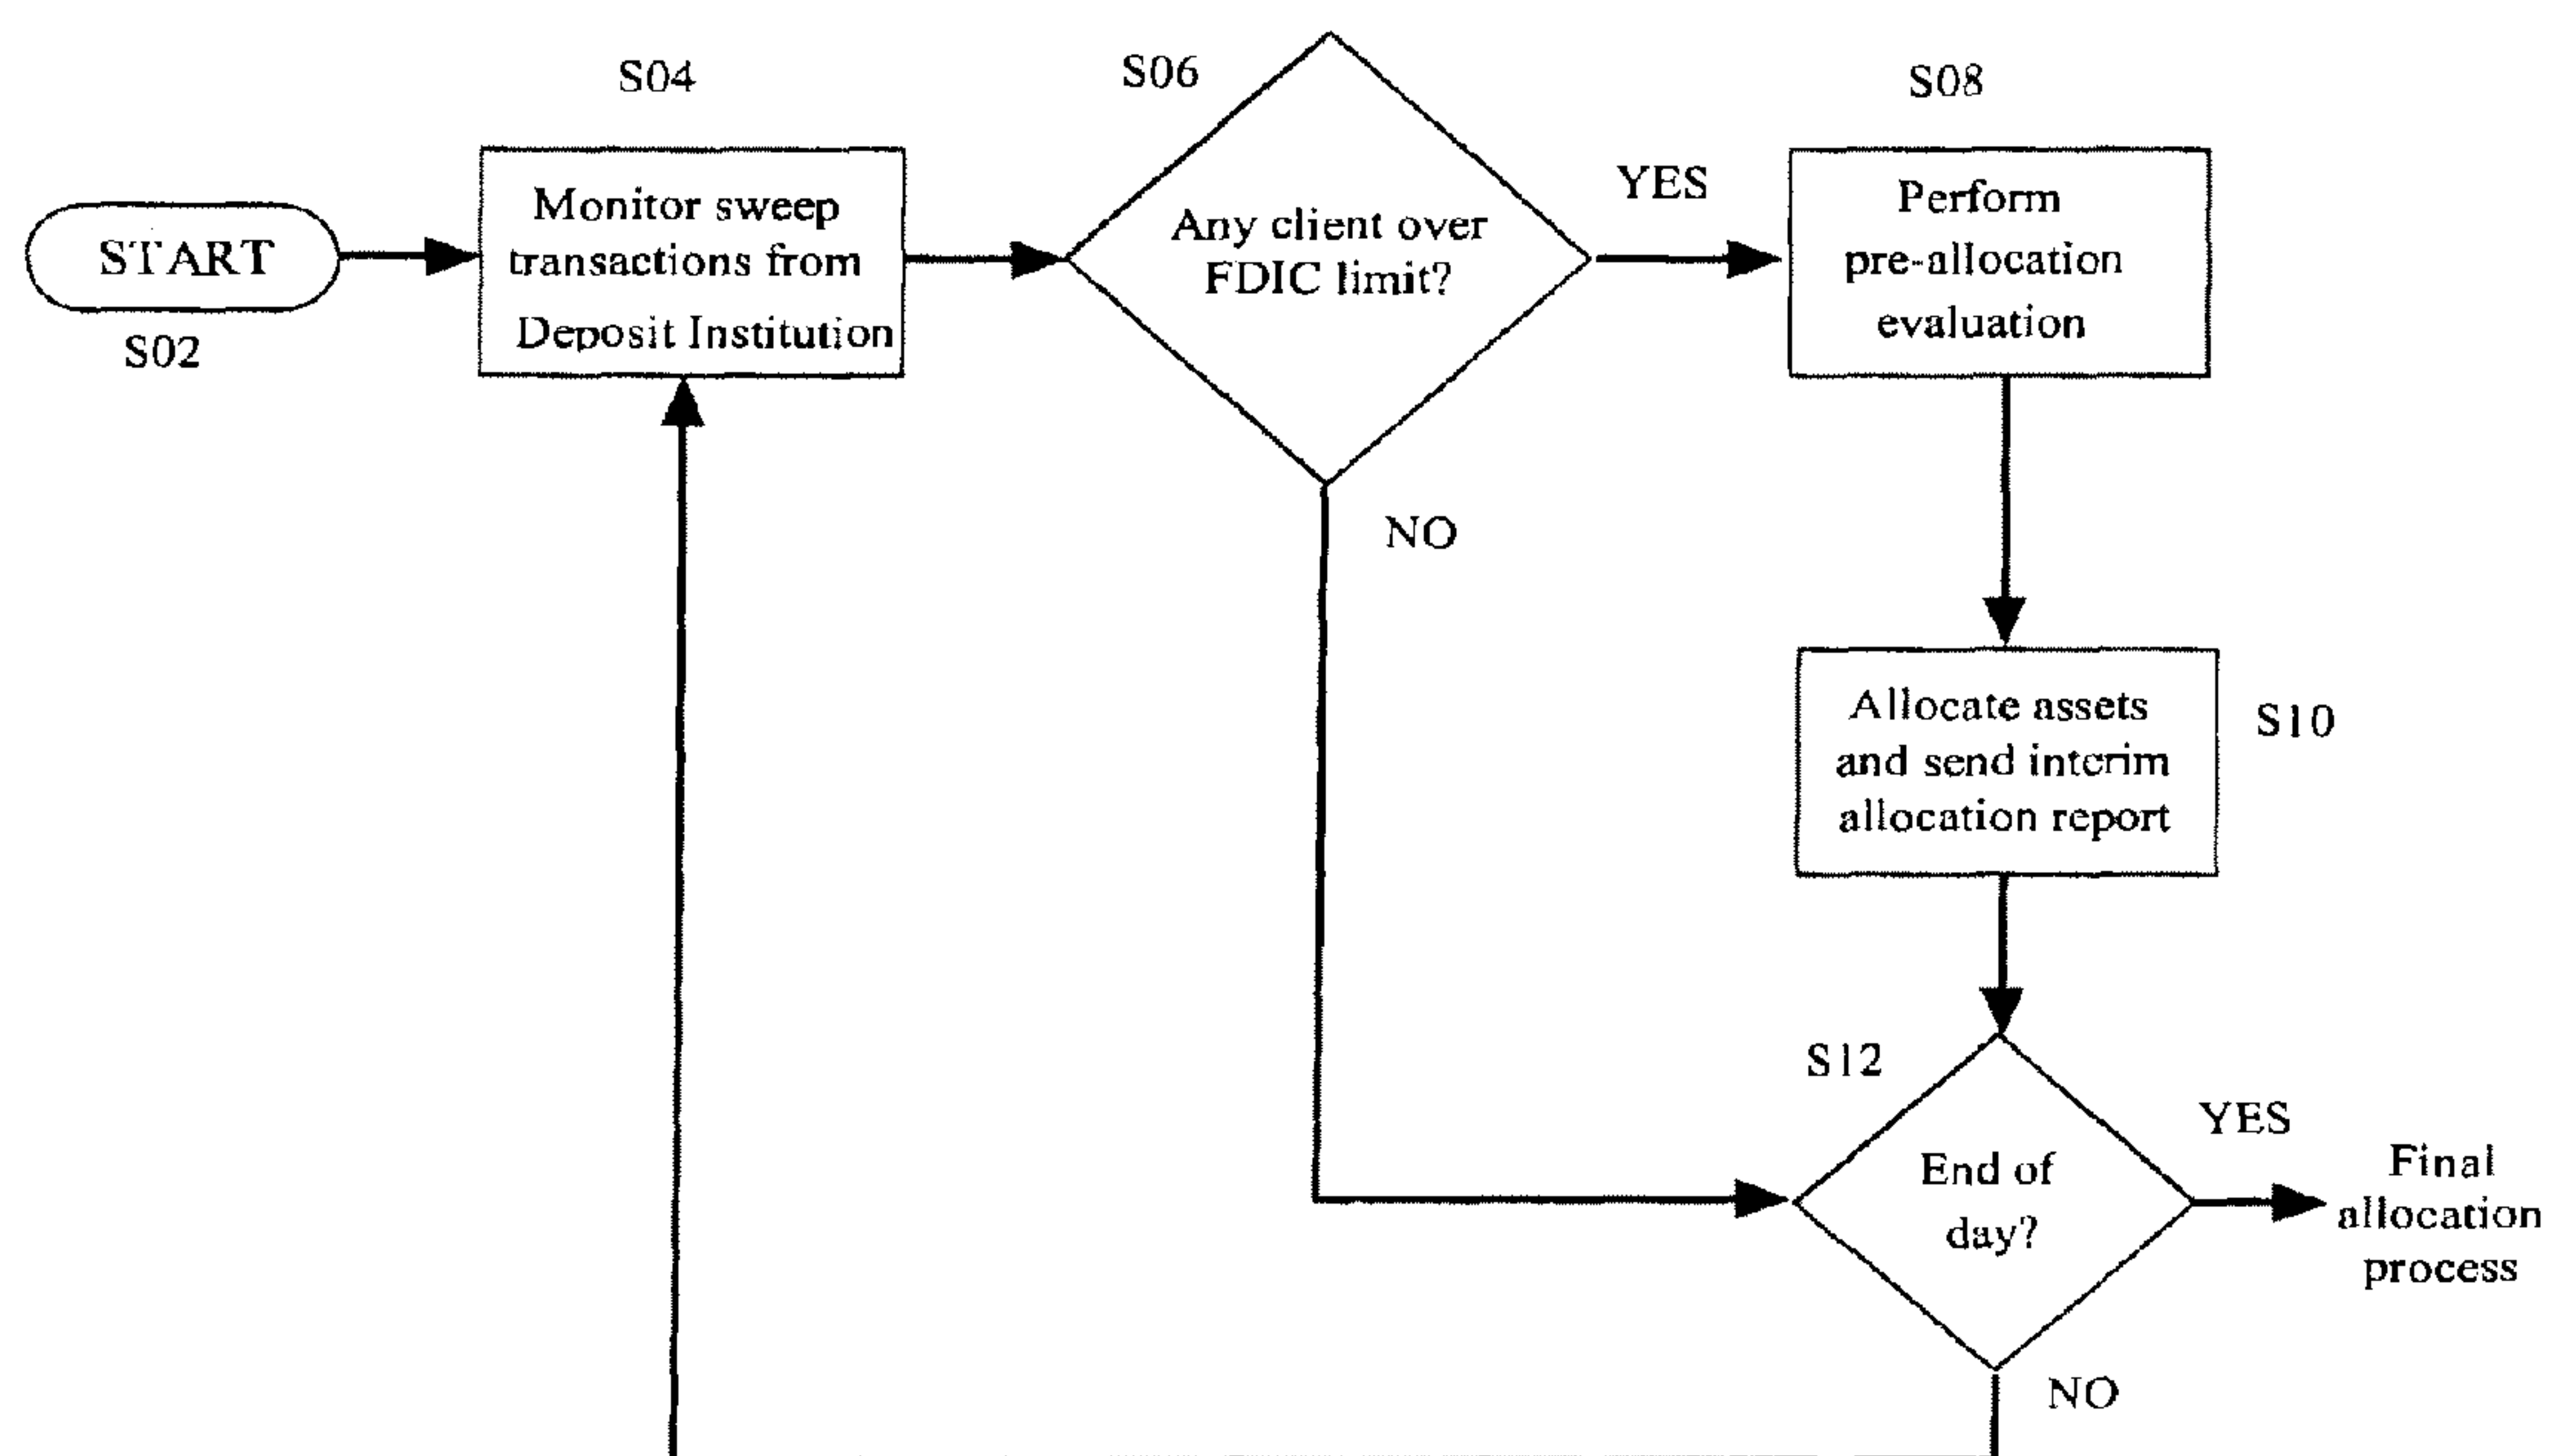 S04
S06
S08
START
S02
Monitor sweep
transactions from
Deposit Institution
Any client over
FDIC limit?
YES
Perform
pre-allocation
evaluation
NO
Allocate assets
and send interim
allocation report
S10
S12
End of
day?
YES
Final
allocation
process
NO